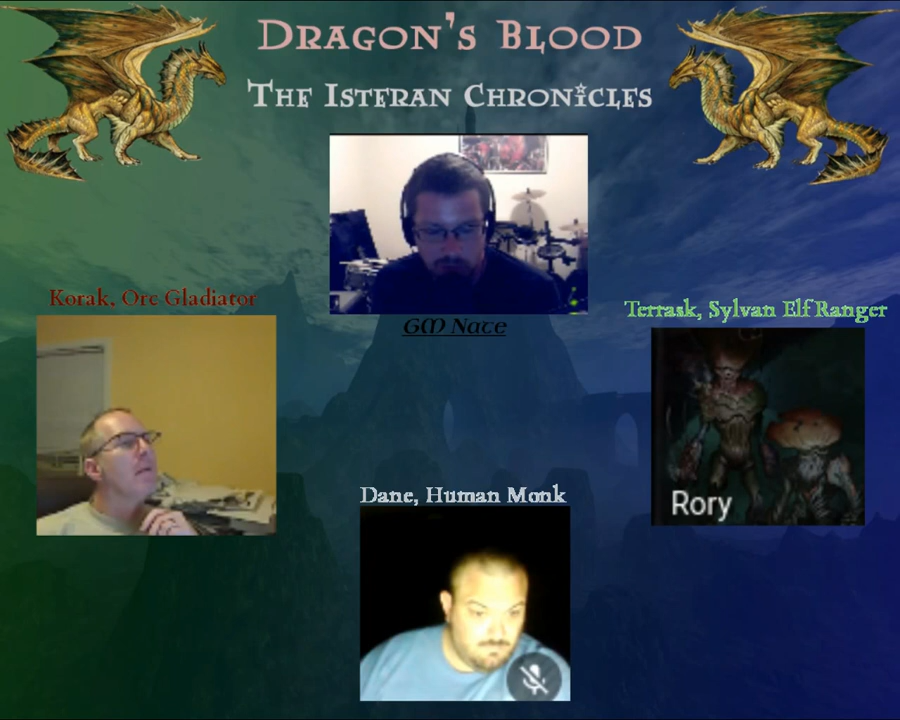 Dragon's Blood
The Isteran Chronicles
GM Nate
Korak, Orc Gladiator
Terrask, Sylvan Elf Ranger
Rory
Dane, Human Monk